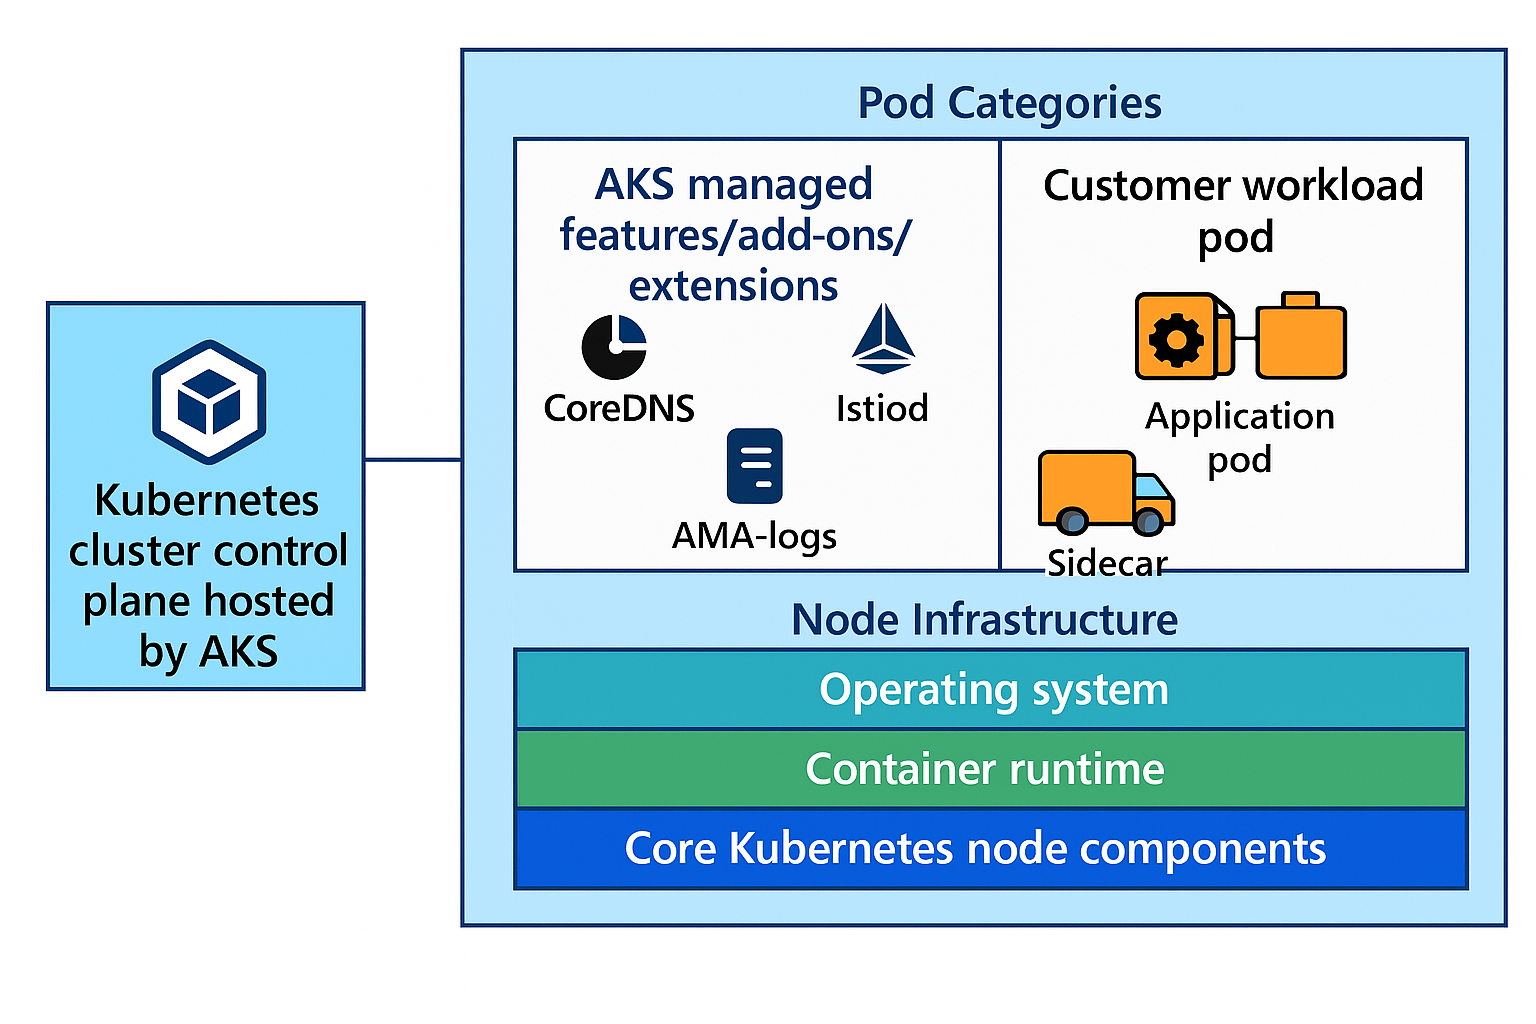 Kubernetes
cluster control
plane hosted
by AKS
Pod Categories
AKS managed
features/add-ons/
extensions
CoreDNS
Istiod
AMA-logs
Customer workload
pod
Application
pod
Sidecar
Node Infrastructure
Operating system
Container runtime
Core Kubernetes node components